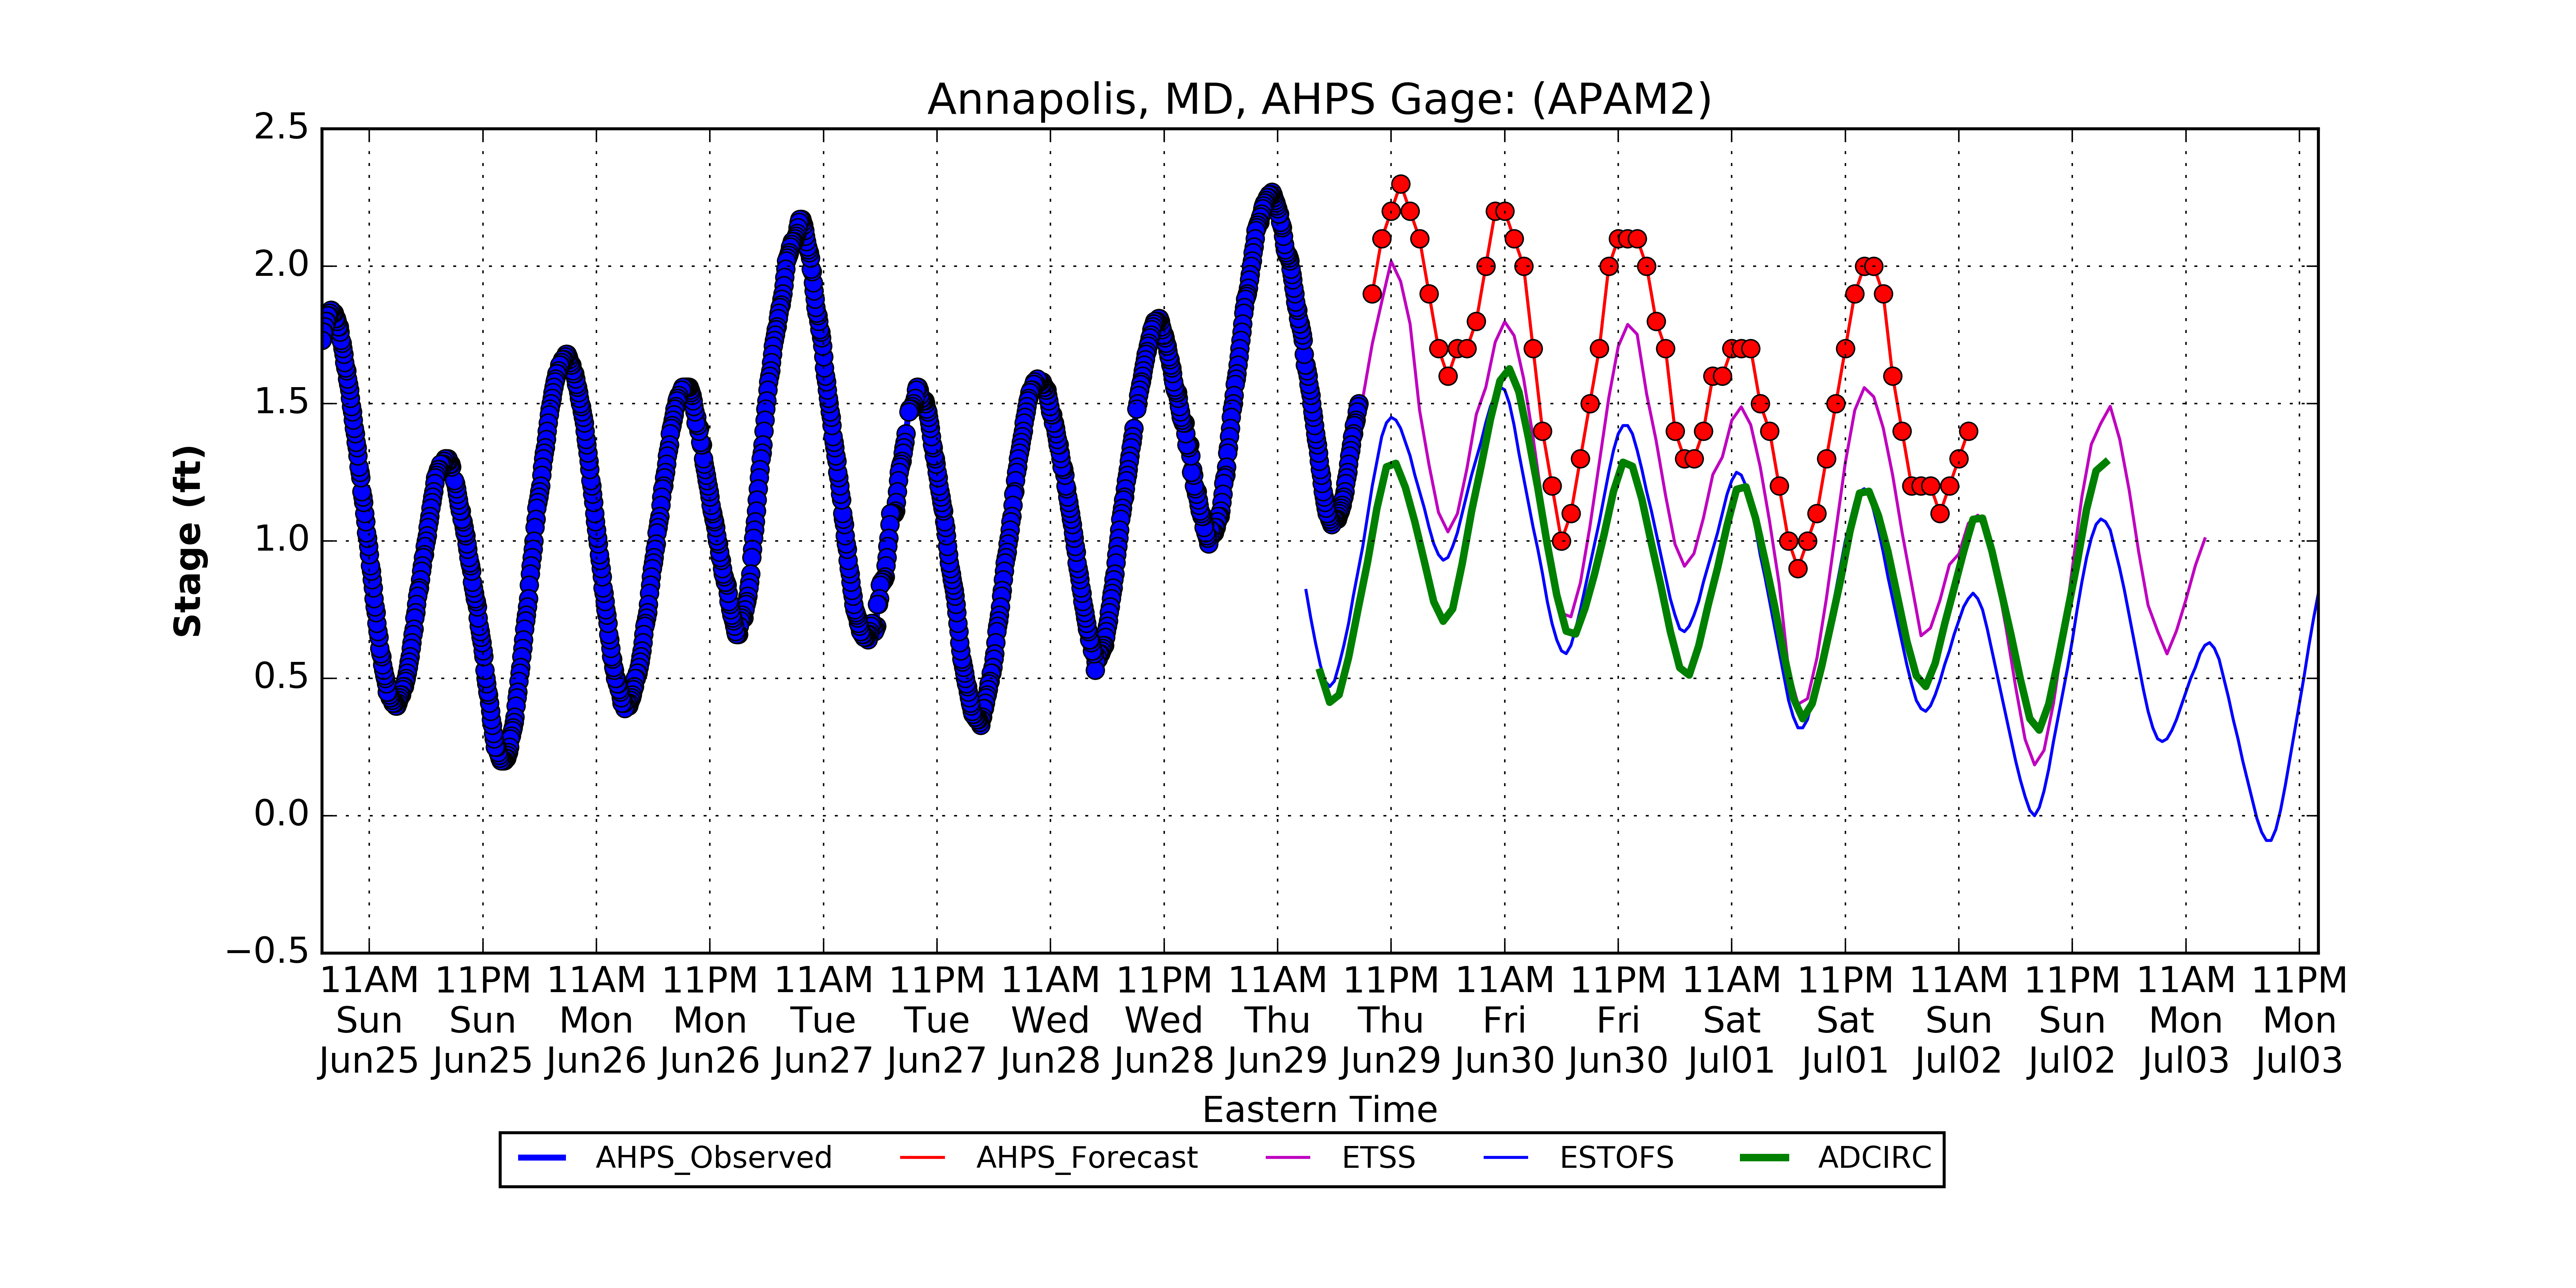 Annapolis, MD, AHPS Gage: (APAM2)
2.5
2.0
1.5
1.0
0.5
0.0
−0.5
Stage (ft)
11AM 11PM 11AM 11PM 11AM 11PM 11AM 11PM 11AM 11PM 11AM 11PM 11AM 11PM 11AM 11PM 11AM 11PM
Sun Sun Mon Mon Tue Tue Wed Wed Thu Thu Fri Fri Sat Sat Sun Sun Mon Mon
Jun25 Jun25 Jun26 Jun26 Jun27 Jun27 Jun28 Jun28 Jun29 Jun29 Jun30 Jun30 Jul01 Jul01 Jul02 Jul02 Jul03 Jul03
Eastern Time
AHPS_Observed AHPS_Forecast ETSS ESTOFS ADCIRC